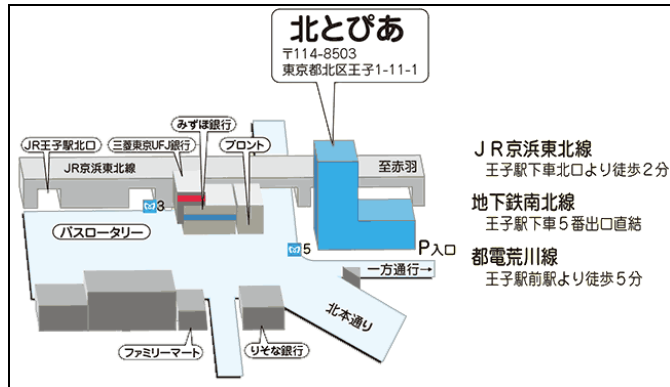 北とぴあ
〒114-8503
東京都北区王子1-11-1
みずほ銀行
JR王子駅北口
三菱東京UFJ銀行
プロント
JR京浜東北線
至赤羽
3
バスロータリー
5
P入口
一方通行→
北本通り
ファミリーマート
りそな銀行
JR京浜東北線
王子駅下車北口より徒歩2分
地下鉄南北線
王子駅下車5番出口直結
都電荒川線
王子駅前駅より徒歩5分